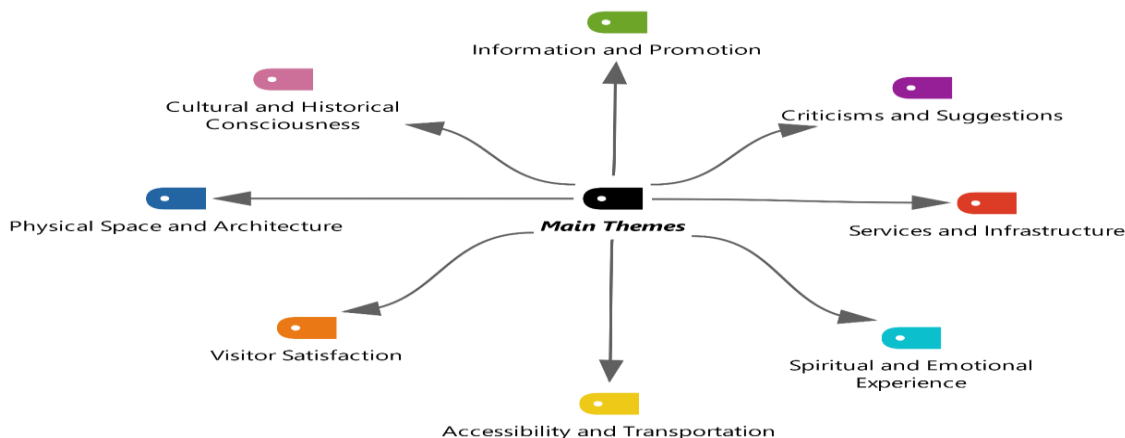 Information and Promotion
Cultural and Historical
Consciousness
Criticisms and Suggestions
Physical Space and Architecture
Main Themes
Services and Infrastructure
Visitor Satisfaction
Spiritual and Emotional
Experience
Accessibility and Transportation